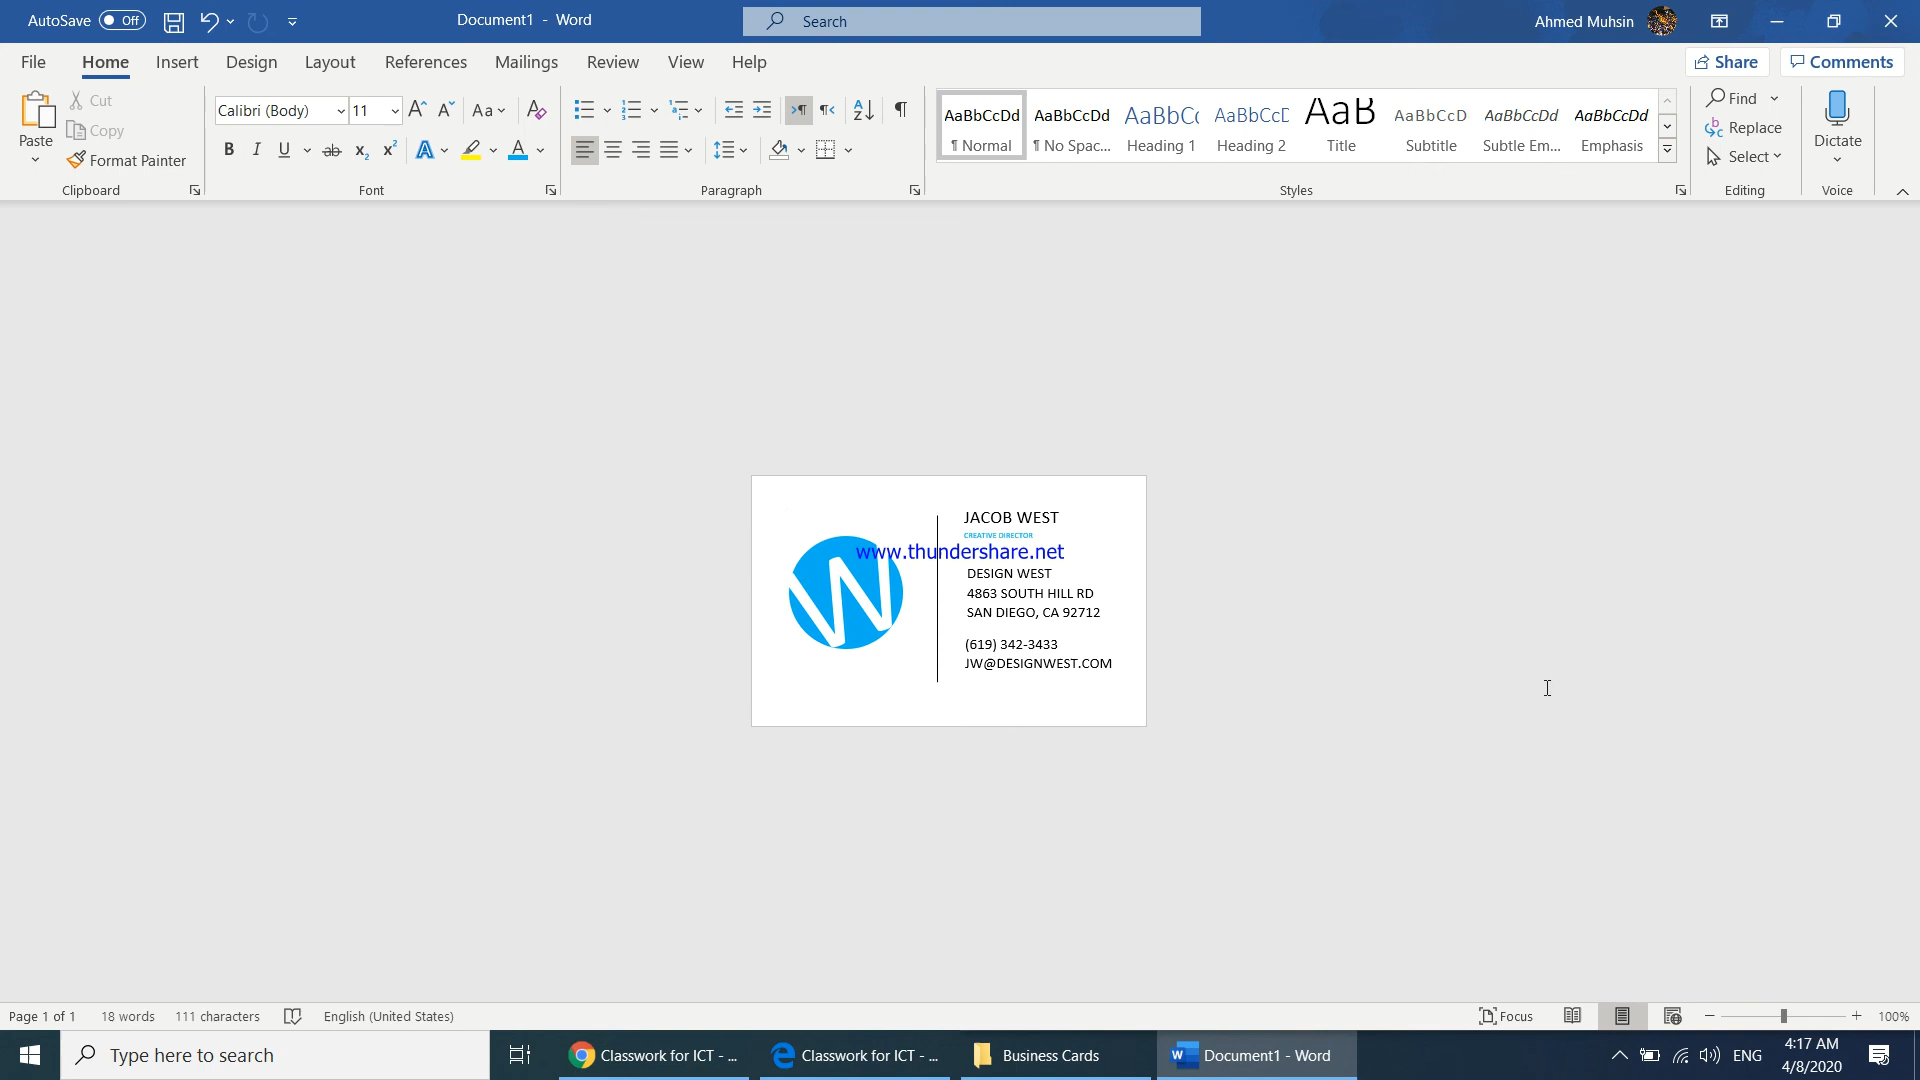 AutoSave Off Document1 - Word Search Ahmed Muhsin
File Home Insert Design Layout References Mailings Review View Help Share Comments
Paste Cut Copy Format Painter Clipboard
Calibri (Body) 11 Aa
B I U ab x2 x2 A A Font
Paragraph
AaBbCcDd AaBbCcDd AaBbCc AaBbCcD AaB AaBbCcD AaBbCcDd AaBbCcDd
¶ Normal ¶ No Spac... Heading 1 Heading 2 Title Subtitle Subtle Em... Emphasis
Styles
Find Replace Select Editing
Dictate Voice
W
JACOB WEST
CREATIVE DIRECTOR
www.thundershare.net
DESIGN WEST
4863 SOUTH HILL RD
SAN DIEGO, CA 92712
(619) 342-3433
JW@DESIGNWEST.COM
Page 1 of 1 18 words 111 characters English (United States) Focus 100%
Type here to search Classwork for ICT - ... Classwork for ICT - ... Business Cards Document1 - Word ENG 4:17 AM
4/8/2020